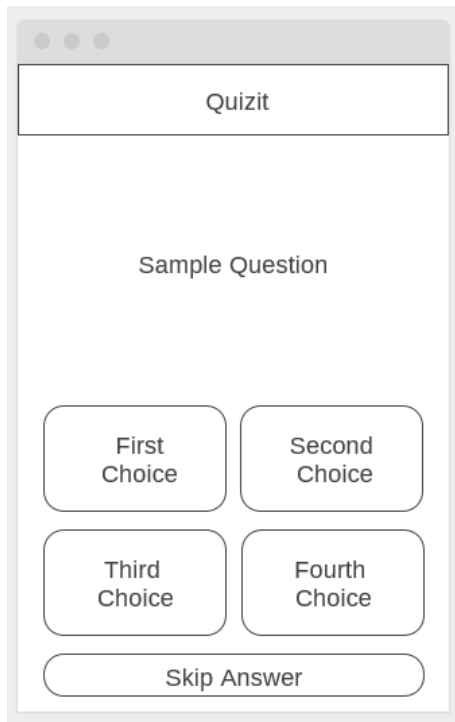 Quizit
Sample Question
First
Choice
Second
Choice
Third
Choice
Fourth
Choice
Skip Answer